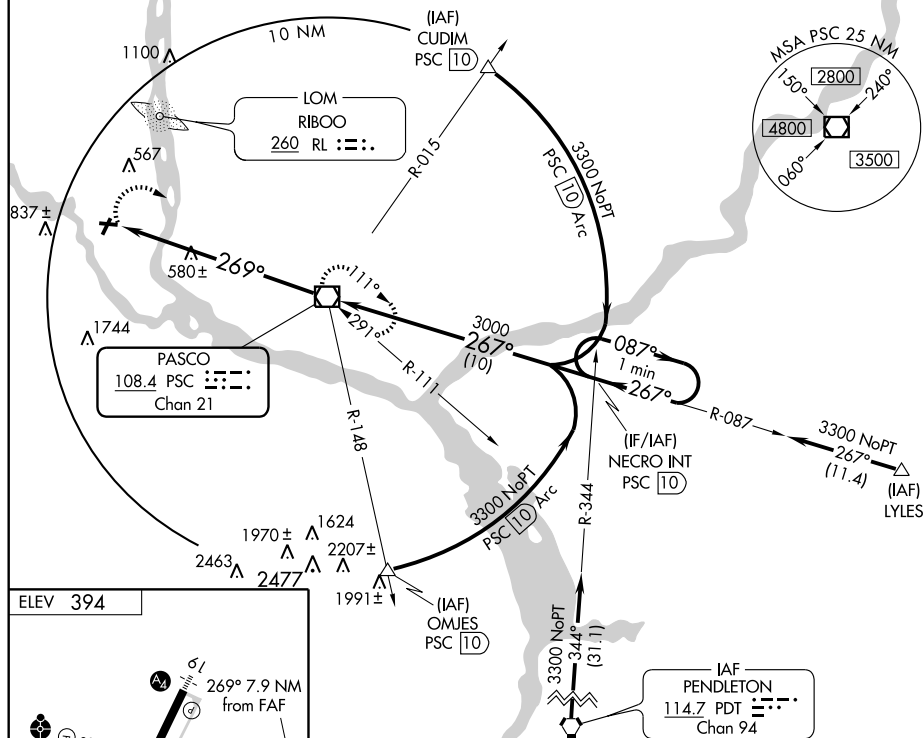 (IAF)
CUDIM
PSC 10
10 NM
1100
MSA PSC 25 NM
150°
2800
240°
4800
060°
3500
LOM
RIBOO
260 RL
567
R-015
3300 NoPT
PSC 10 Arc
837 ±
580 ±
269°
111°
291°
1744
PASCO
108.4 PSC
Chan 21
3000
267°
(10)
087°
1 min
267°
R-111
R-087
3300 NoPT
267°
(11.4)
(IAF)
LYLES
(IF/IAF)
NECRO INT
PSC 10
R-148
R-344
3300 NoPT
PSC 10 Arc
1624
1970 ±
2207 ±
2463
2477
1991 ±
(IAF)
OMJES
PSC 10
3300 NoPT
344°
(31.1)
IAF
PENDLETON
114.7 PDT
Chan 94
ELEV 394
19
A4
P
269° 7.9 NM
from FAF